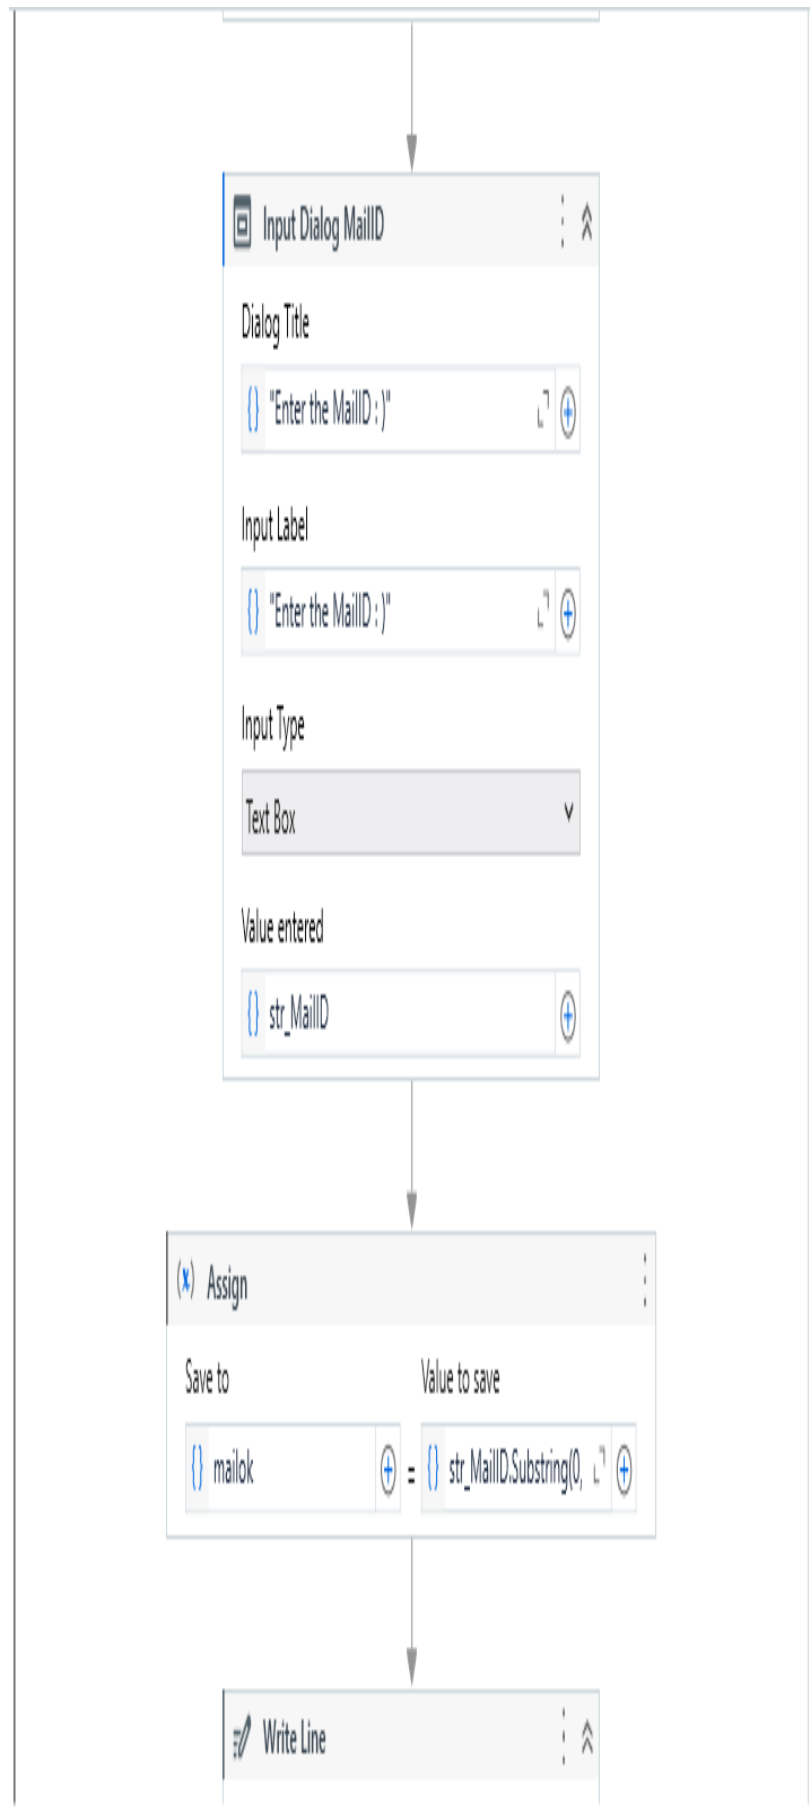 Input Dialog MailID
Dialog Title
"Enter the MailID : )"
Input Label
"Enter the MailID : )"
Input Type
Text Box
Value entered
str_MailID
Assign
Save to Value to save
mailok = str_MailID.Substring(0,
Write Line